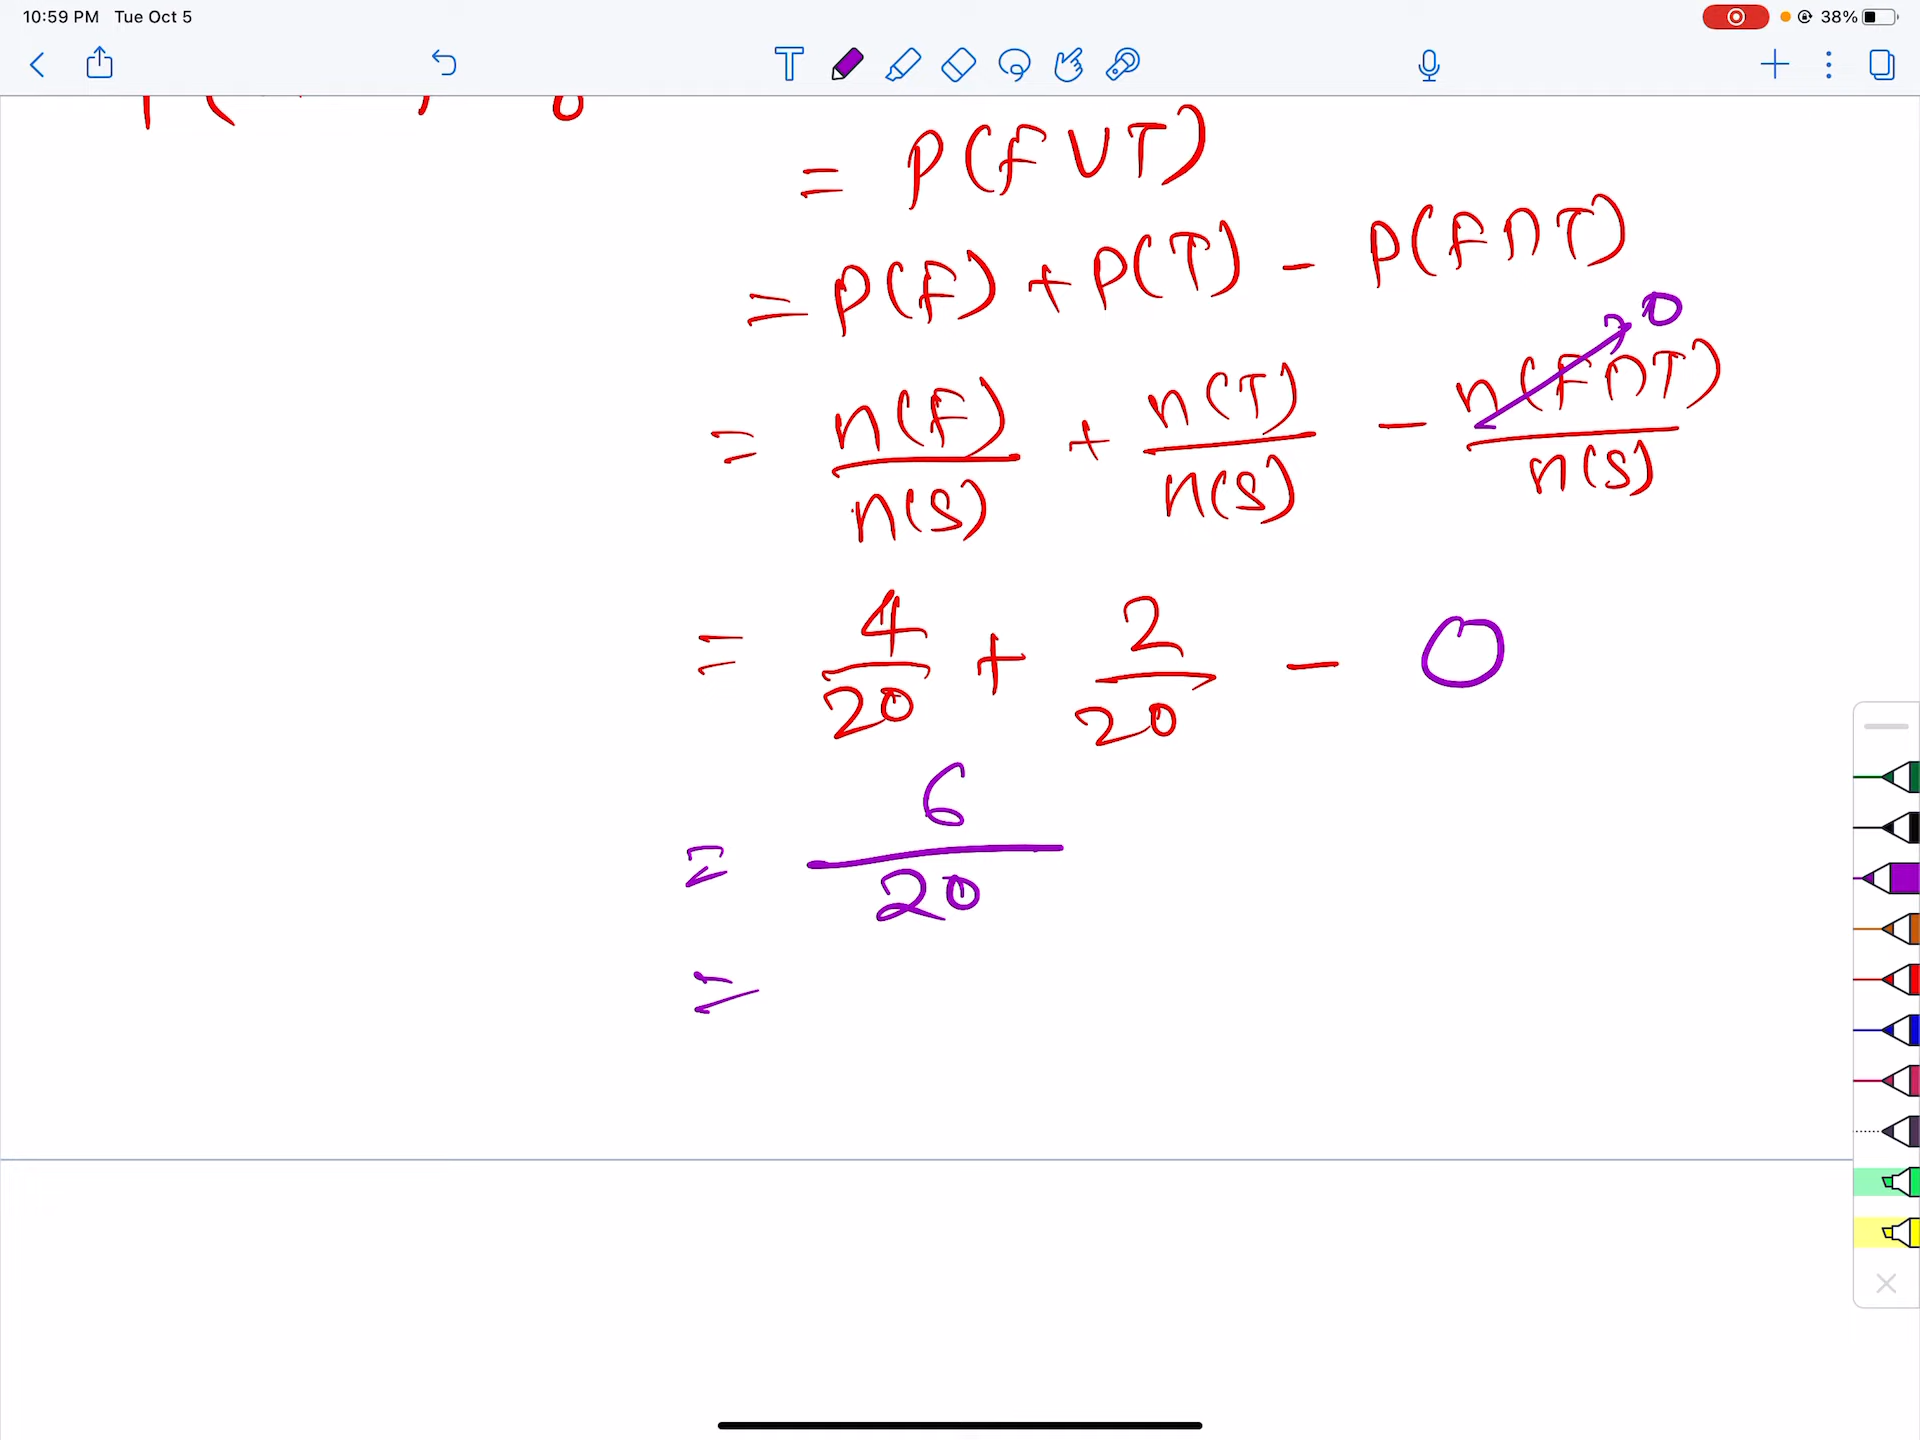 10:59 PM Tue Oct 5 38%
= P(F∪T)
= P(F) + P(T) - P(F∩T)
0
= n(F)/n(S) + n(T)/n(S) - n(F∩T)/n(S)
= 4/20 + 2/20 - 0
= 6/20
=